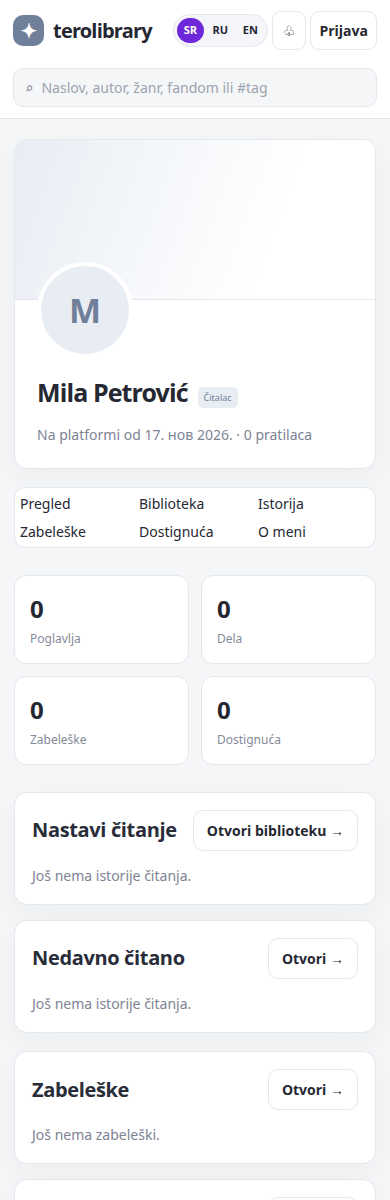 terolibrary
SR RU EN
Prijava
Naslov, autor, žanr, fandom ili #tag
M
Mila Petrović Čitalac
Na platformi od 17. нов 2026. · 0 pratilaca
Pregled Biblioteka Istorija
Zabeleške Dostignuća O meni
0 0
Poglavlja Dela
0 0
Zabeleške Dostignuća
Nastavi čitanje Otvori biblioteku →
Još nema istorije čitanja.
Nedavno čitano Otvori →
Još nema istorije čitanja.
Zabeleške Otvori →
Još nema zabeleški.